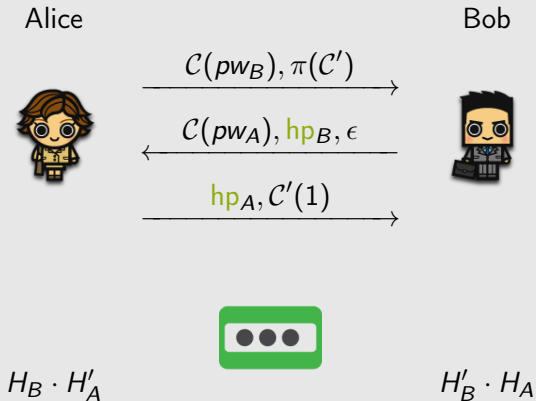 Alice Bob
𝒞(pw_B), π(𝒞′)
𝒞(pw_A), hp_B, ϵ
hp_A, 𝒞′(1)
H_B · H′_A H′_B · H_A